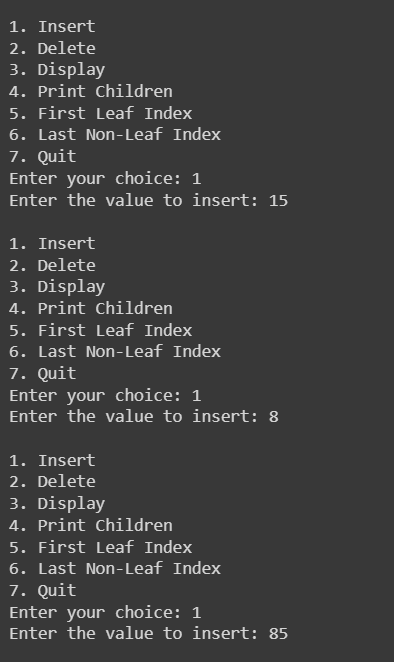 1. Insert
2. Delete
3. Display
4. Print Children
5. First Leaf Index
6. Last Non-Leaf Index
7. Quit
Enter your choice: 1
Enter the value to insert: 15
1. Insert
2. Delete
3. Display
4. Print Children
5. First Leaf Index
6. Last Non-Leaf Index
7. Quit
Enter your choice: 1
Enter the value to insert: 8
1. Insert
2. Delete
3. Display
4. Print Children
5. First Leaf Index
6. Last Non-Leaf Index
7. Quit
Enter your choice: 1
Enter the value to insert: 85